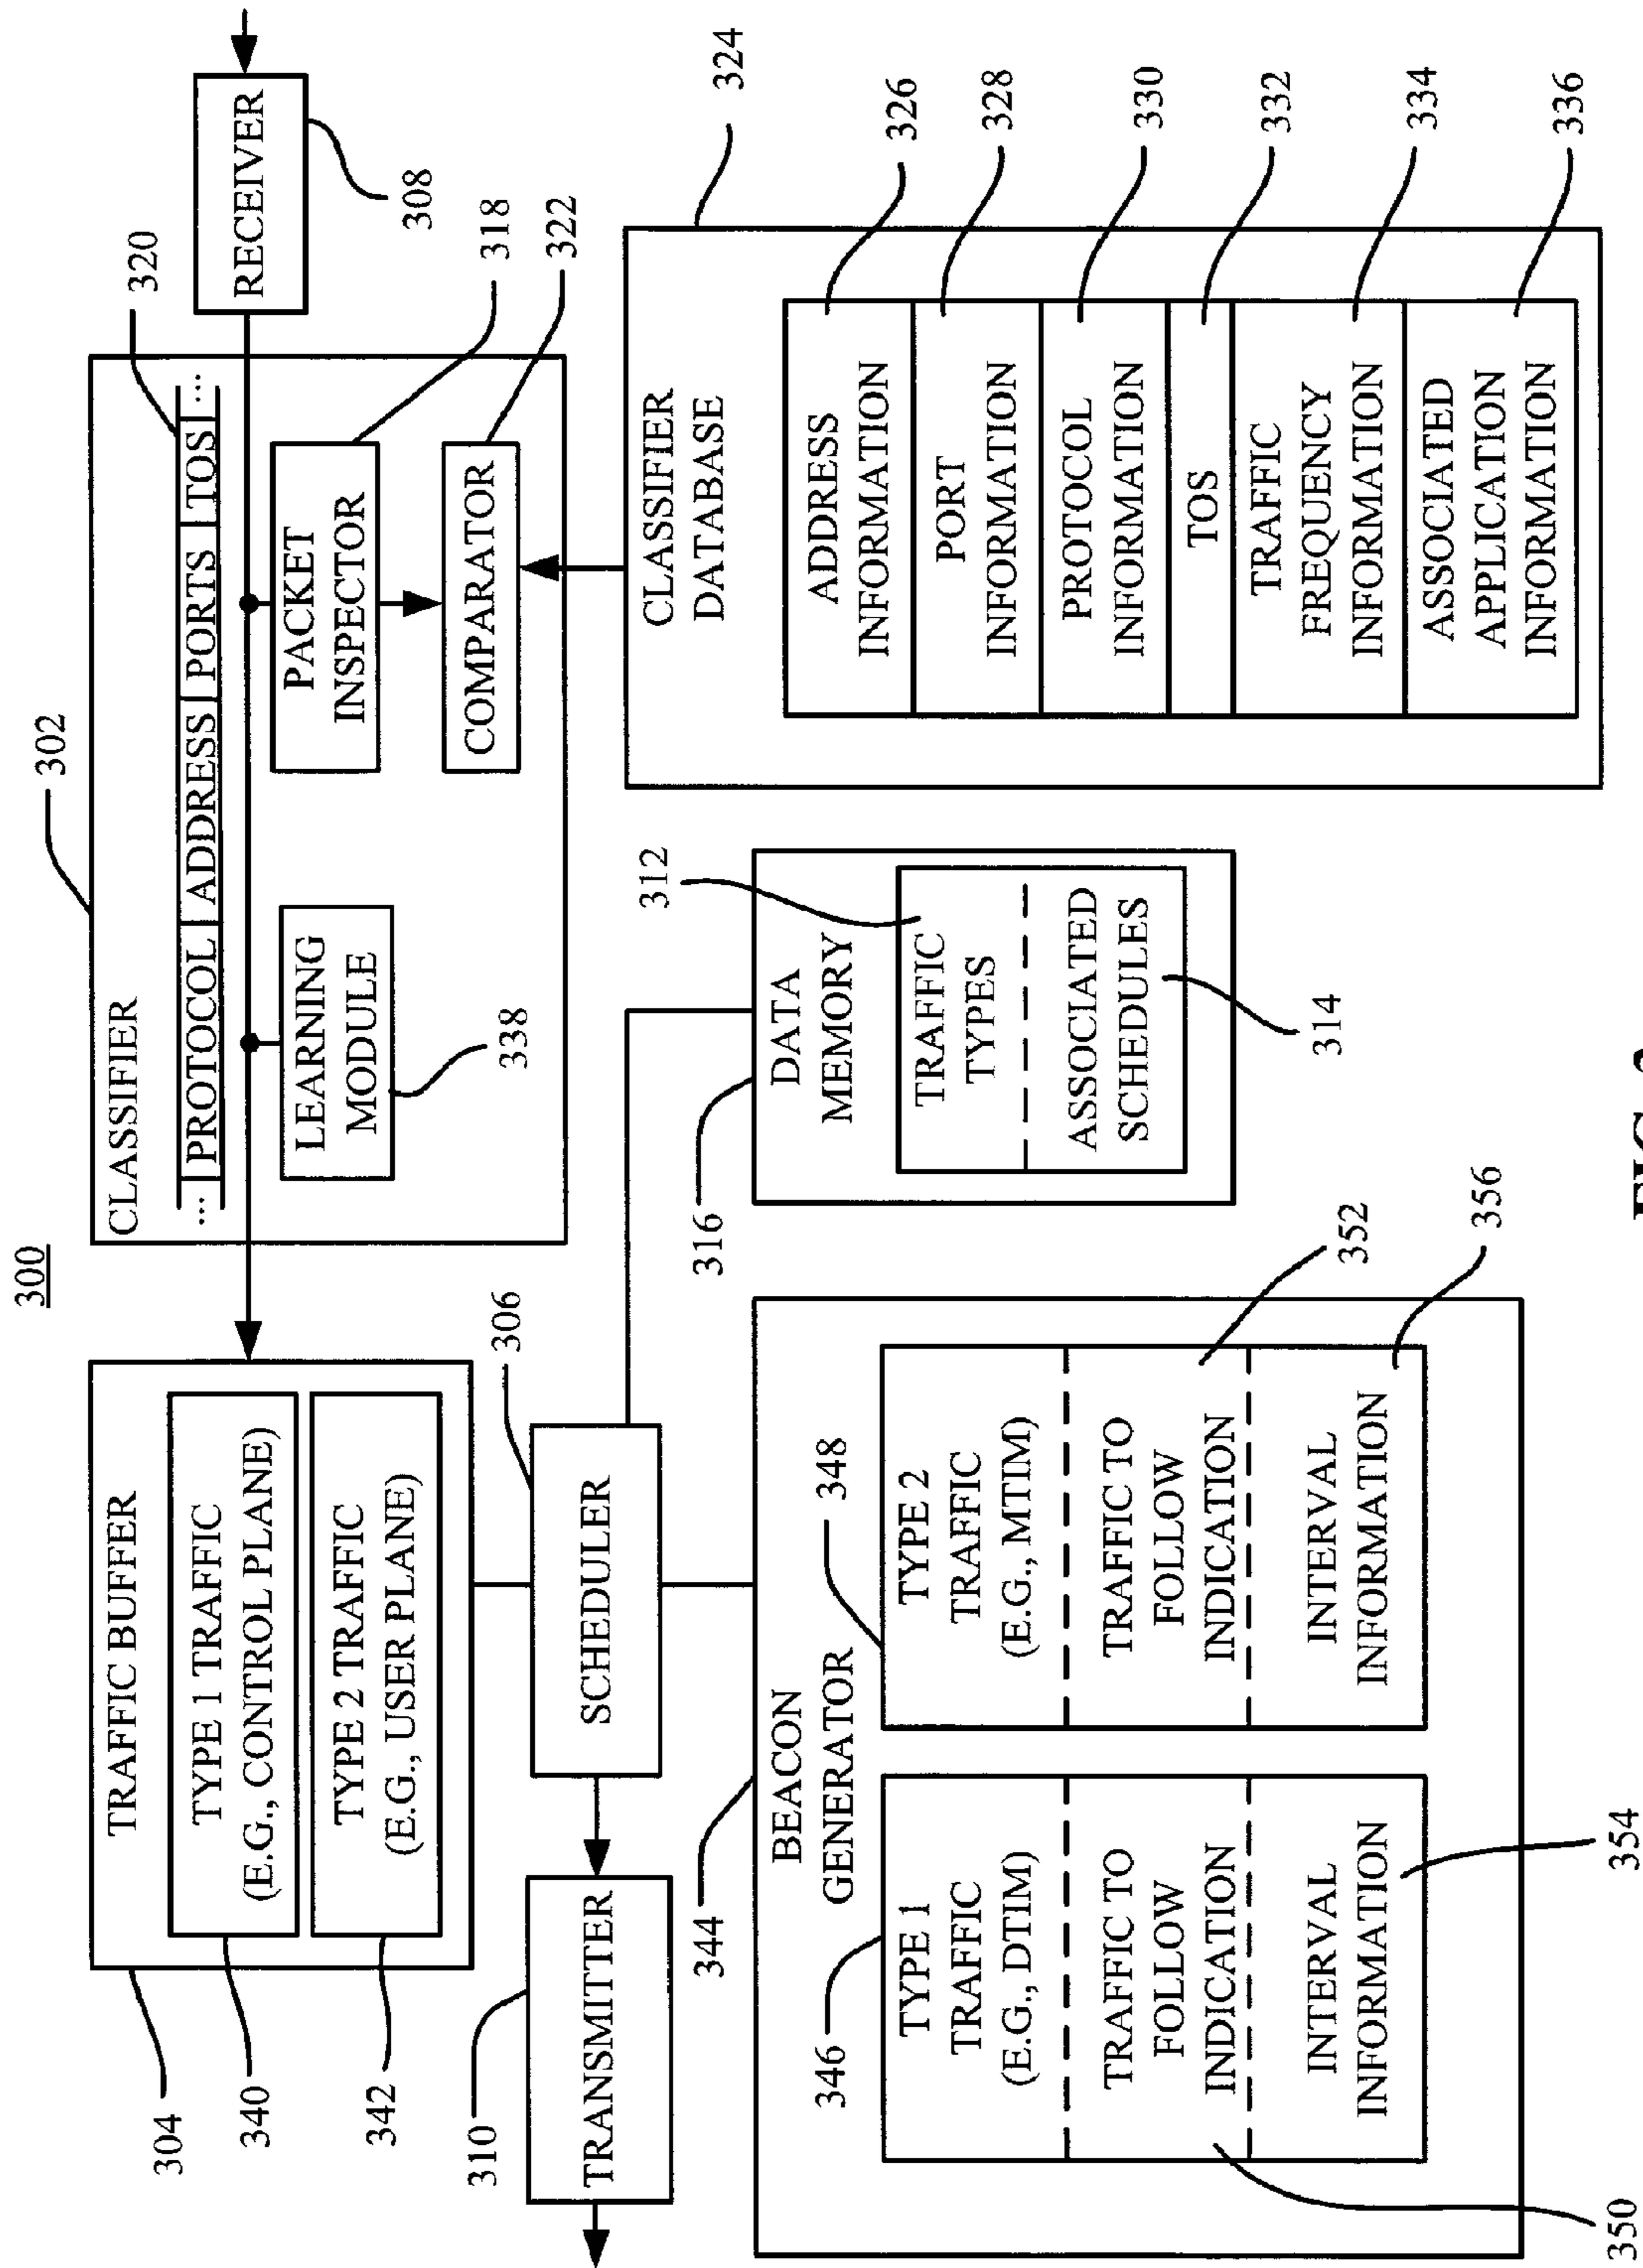 300
TRAFFIC BUFFER
TYPE 1 TRAFFIC
(E.G., CONTROL PLANE)
TYPE 2 TRAFFIC
(E.G., USER PLANE)
304
340
342
CLASSIFIER
302
... PROTOCOL ADDRESS PORTS TOS ...
320
LEARNING
MODULE
338
PACKET
INSPECTOR
318
COMPARATOR
322
RECEIVER
308
310
TRANSMITTER
SCHEDULER
306
344
BEACON
GENERATOR
346
TYPE 1
TRAFFIC
(E.G., DTIM)
TRAFFIC TO
FOLLOW
INDICATION
INTERVAL
INFORMATION
350
354
348
TYPE 2
TRAFFIC
(E.G., MTIM)
TRAFFIC TO
FOLLOW
INDICATION
INTERVAL
INFORMATION
352
356
316
DATA
MEMORY
312
TRAFFIC
TYPES
ASSOCIATED
SCHEDULES
314
CLASSIFIER
DATABASE
324
ADDRESS
INFORMATION
326
PORT
INFORMATION
328
PROTOCOL
INFORMATION
330
TOS
332
TRAFFIC
FREQUENCY
INFORMATION
334
ASSOCIATED
APPLICATION
INFORMATION
336